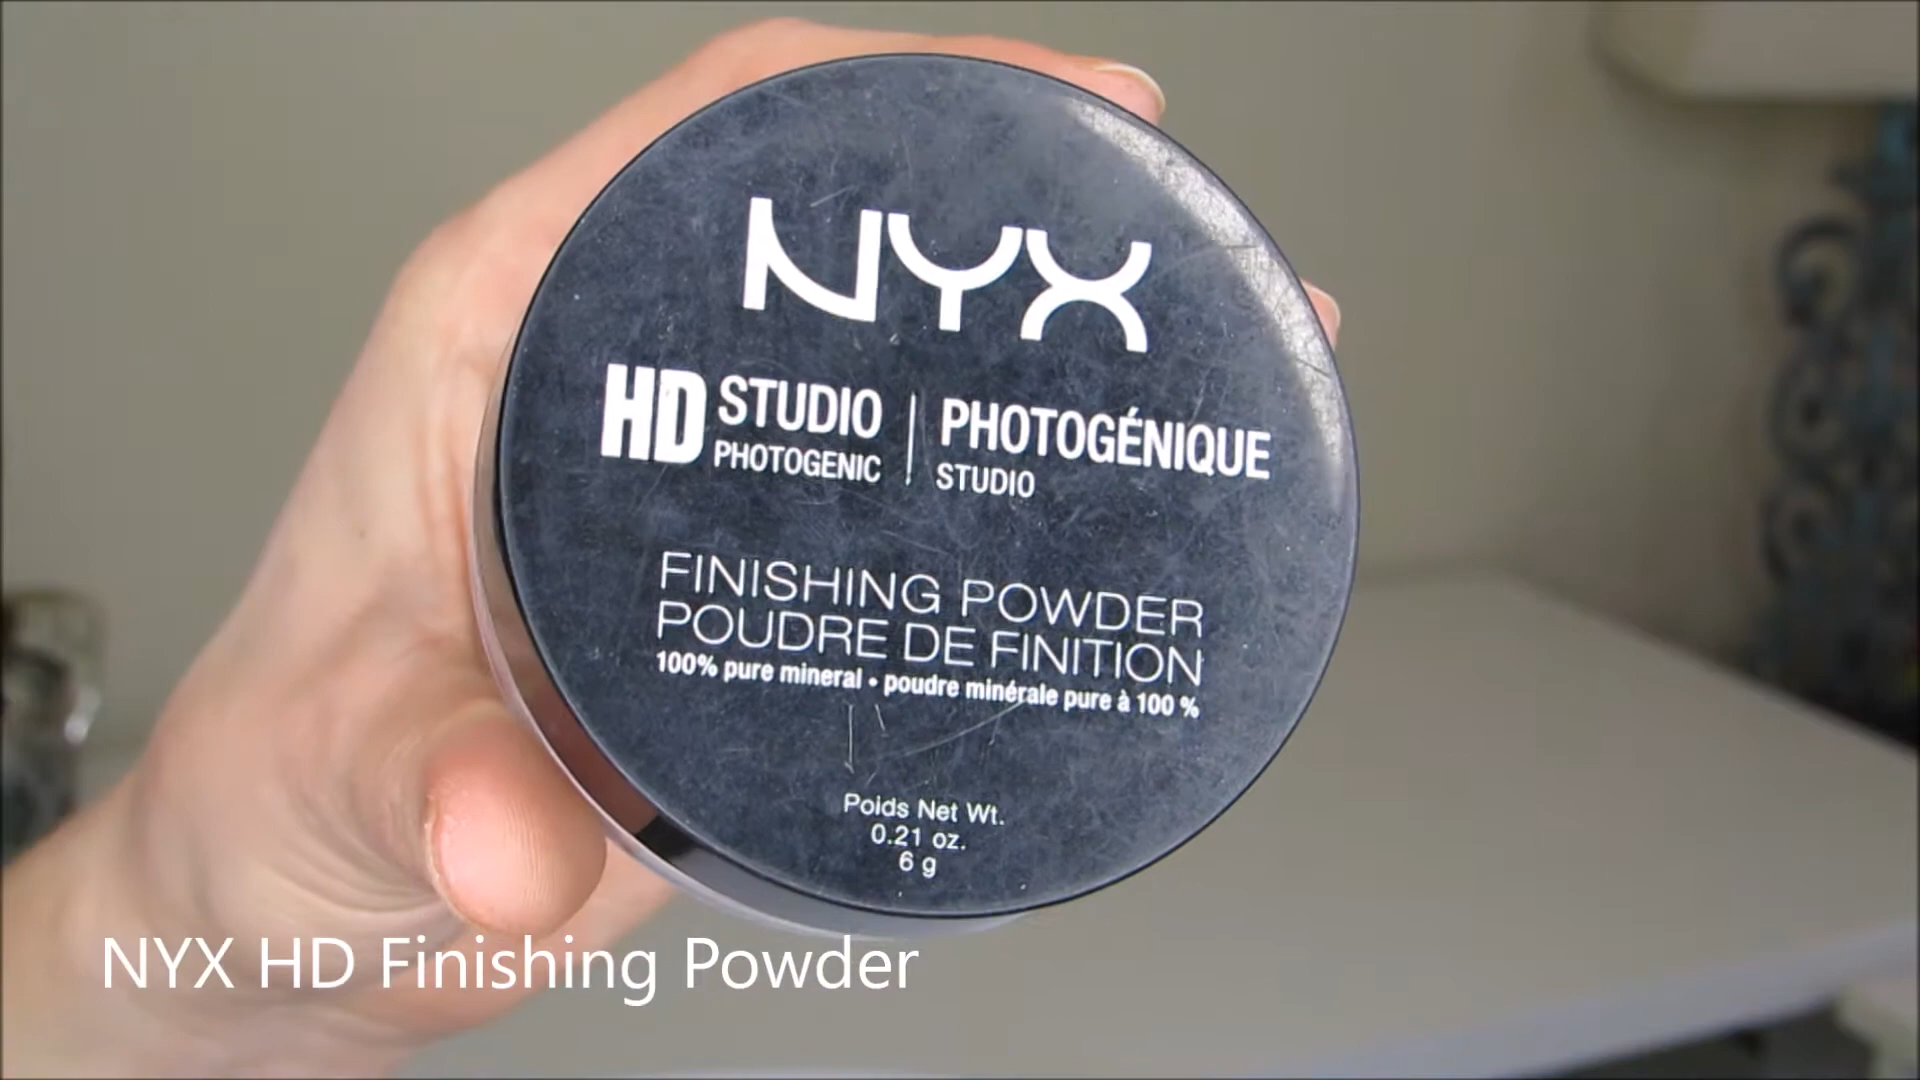 NYX
HD STUDIO PHOTOGENIC | PHOTOGÉNIQUE STUDIO
FINISHING POWDER
POUDRE DE FINITION
100% pure mineral • poudre minérale pure à 100 %
Poids Net Wt.
0.21 oz.
6 g
NYX HD Finishing Powder